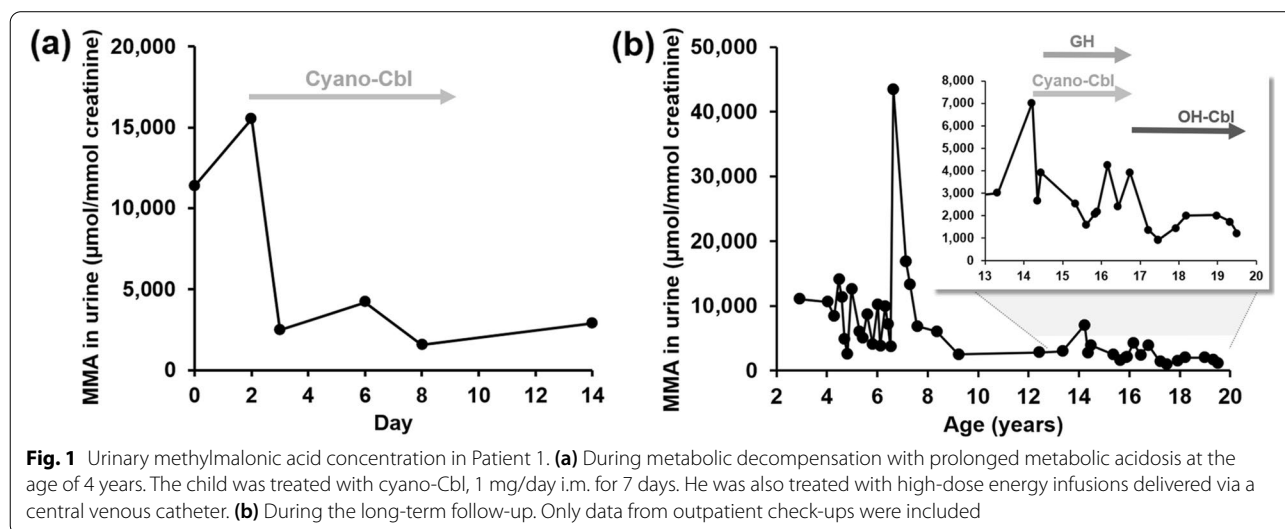 (a)
20,000
15,000
10,000
5,000
0
MMA in urine (µmol/mmol creatinine)
Cyano-Cbl
0 2 4 6 8 10 12 14
Day
(b)
50,000
40,000
30,000
20,000
10,000
0
MMA in urine (µmol/mmol creatinine)
GH
Cyano-Cbl
OH-Cbl
8,000
7,000
6,000
5,000
4,000
3,000
2,000
1,000
0
13 14 15 16 17 18 19 20
2 4 6 8 10 12 14 16 18 20
Age (years)
Fig. 1 Urinary methylmalonic acid concentration in Patient 1. (a) During metabolic decompensation with prolonged metabolic acidosis at the
age of 4 years. The child was treated with cyano-Cbl, 1 mg/day i.m. for 7 days. He was also treated with high-dose energy infusions delivered via a
central venous catheter. (b) During the long-term follow-up. Only data from outpatient check-ups were included